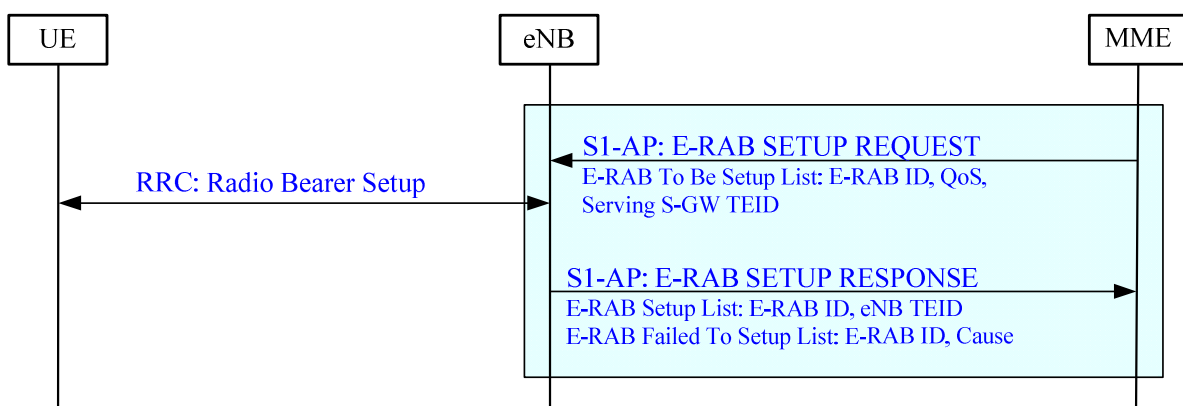 UE
eNB
MME
S1-AP: E-RAB SETUP REQUEST
E-RAB To Be Setup List: E-RAB ID, QoS,
Serving S-GW TEID
RRC: Radio Bearer Setup
S1-AP: E-RAB SETUP RESPONSE
E-RAB Setup List: E-RAB ID, eNB TEID
E-RAB Failed To Setup List: E-RAB ID, Cause